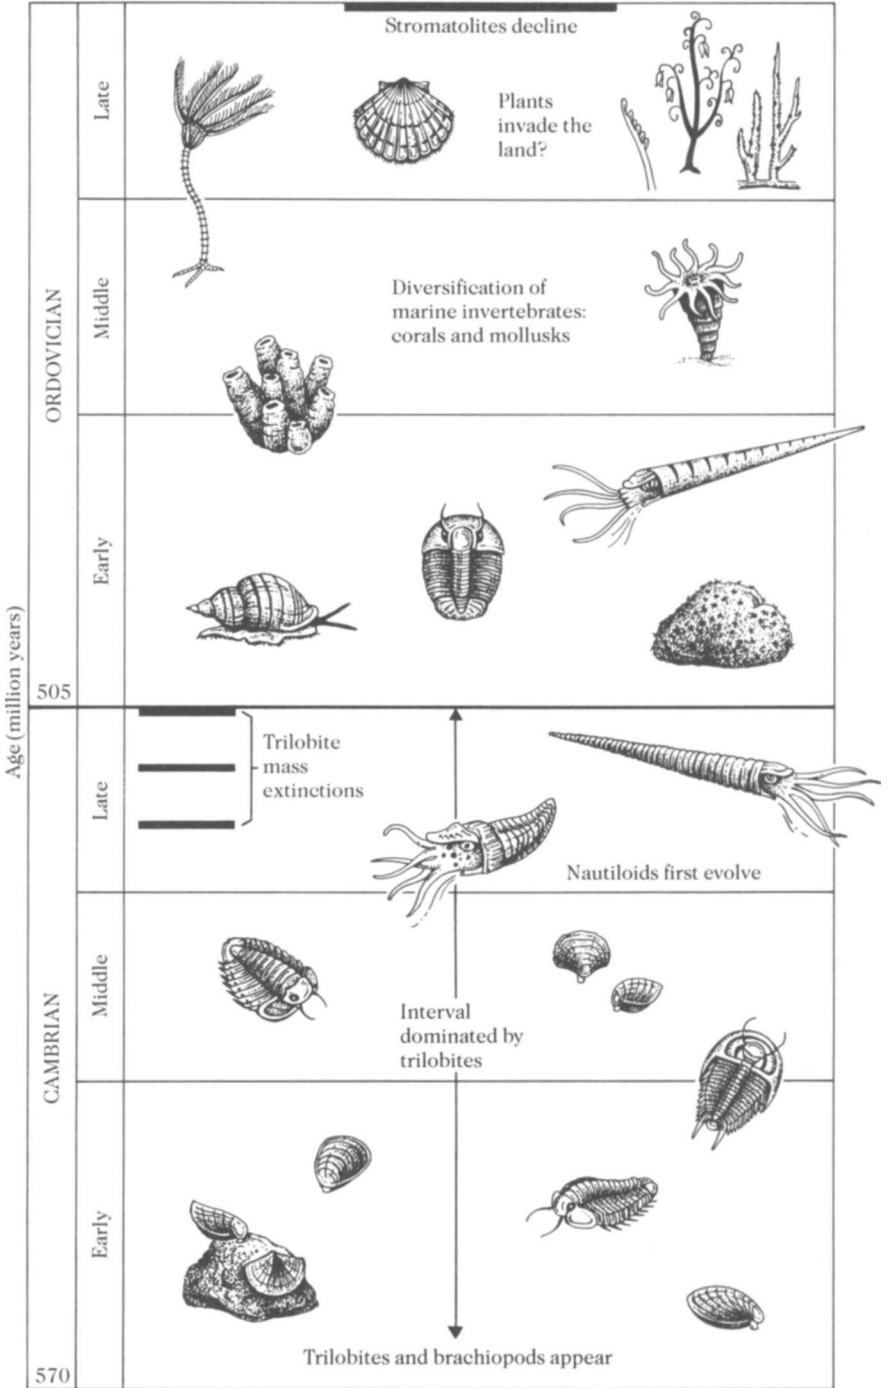 Stromatolites decline
Late
Plants
invade the
land?
Middle
Diversification of
marine invertebrates:
corals and mollusks
ORDOVICIAN
Early
Age (million years)
505
Trilobite
mass
extinctions
Late
Nautiloids first evolve
Middle
Interval
dominated by
trilobites
CAMBRIAN
Early
Trilobites and brachiopods appear
570